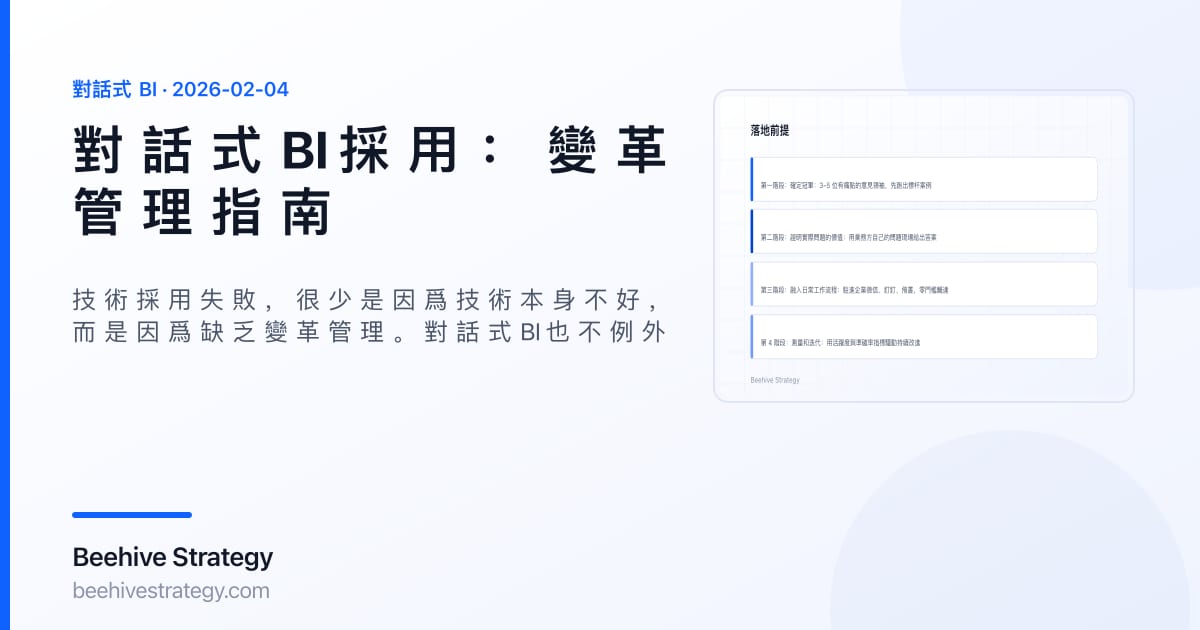 對話式 BI · 2026-02-04
對話式BI採用：變革
管理指南
技術採用失敗，很少是因爲技術本身不好，
而是因爲缺乏變革管理。對話式BI也不例外
Beehive Strategy
beehivestrategy.com
落地前提
第一階段：確定冠軍：3-5 位有痛點的意見領袖，先跑出標杆案例
第二階段：證明實際問題的價值：用業務方自己的問題現場給出答案
第三階段：融入日常工作流程：駐進企業微信、釘釘、飛書，零門檻觸達
第 4 階段：測量和迭代：用活躍度與準確率指標驅動持續改進
Beehive Strategy